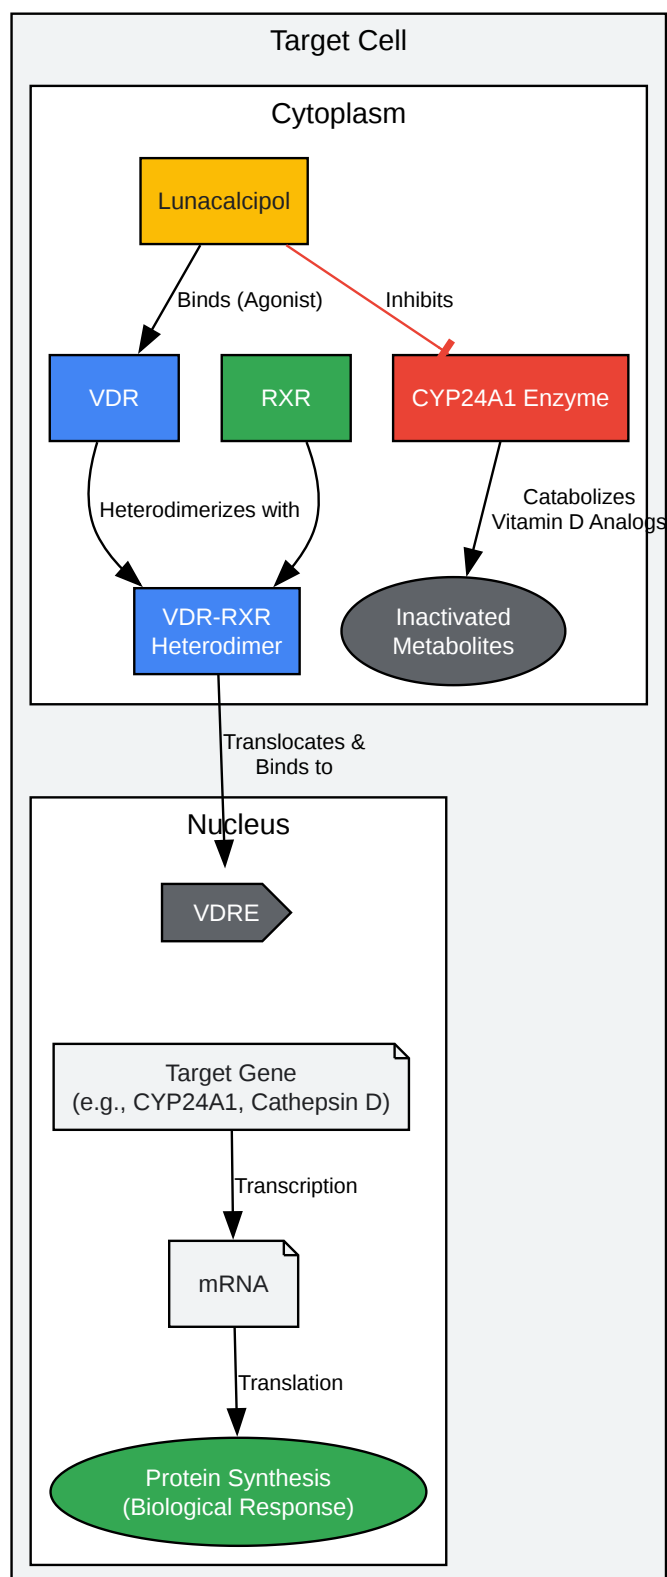 Target Cell
Cytoplasm
Lunacalcipol
Binds (Agonist)
Inhibits
VDR
RXR
CYP24A1 Enzyme
Heterodimerizes with
Catabolizes
Vitamin D Analogs
VDR-RXR
Heterodimer
Inactivated
Metabolites
Translocates &
Binds to
Nucleus
VDRE
Target Gene
(e.g., CYP24A1, Cathepsin D)
Transcription
mRNA
Translation
Protein Synthesis
(Biological Response)